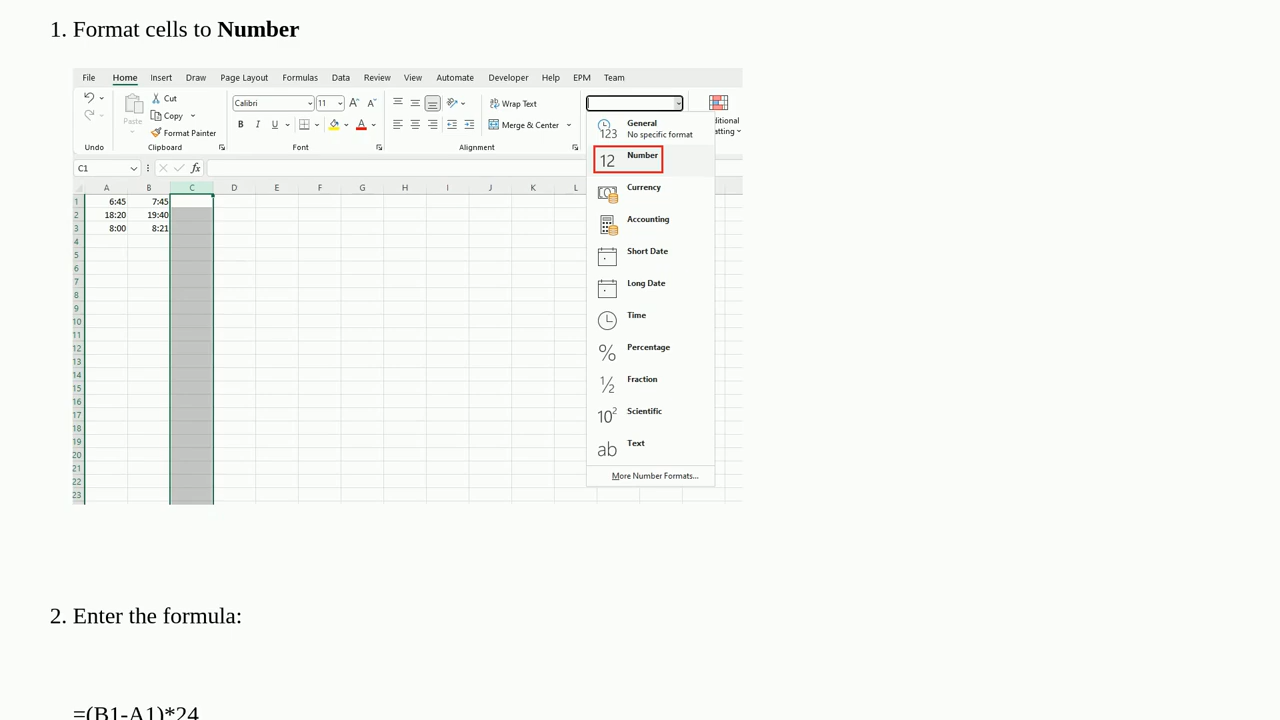 1. Format cells to Number
File Home Insert Draw Page Layout Formulas Data Review View Automate Developer Help EPM Team
Undo
Paste
Cut
Copy
Format Painter
Clipboard
Calibri 11
B I U
Font
Wrap Text
Merge & Center
Alignment
ditional
atting
C1
fx
A B C D E F G H I J K L
1 6:45 7:45
2 18:20 19:40
3 8:00 8:21
4
5
6
7
8
9
10
11
12
13
14
15
16
17
18
19
20
21
22
23
123 General
No specific format
12 Number
Currency
Accounting
Short Date
Long Date
Time
% Percentage
½ Fraction
10² Scientific
ab Text
More Number Formats...
2. Enter the formula:
=(B1-A1)*24